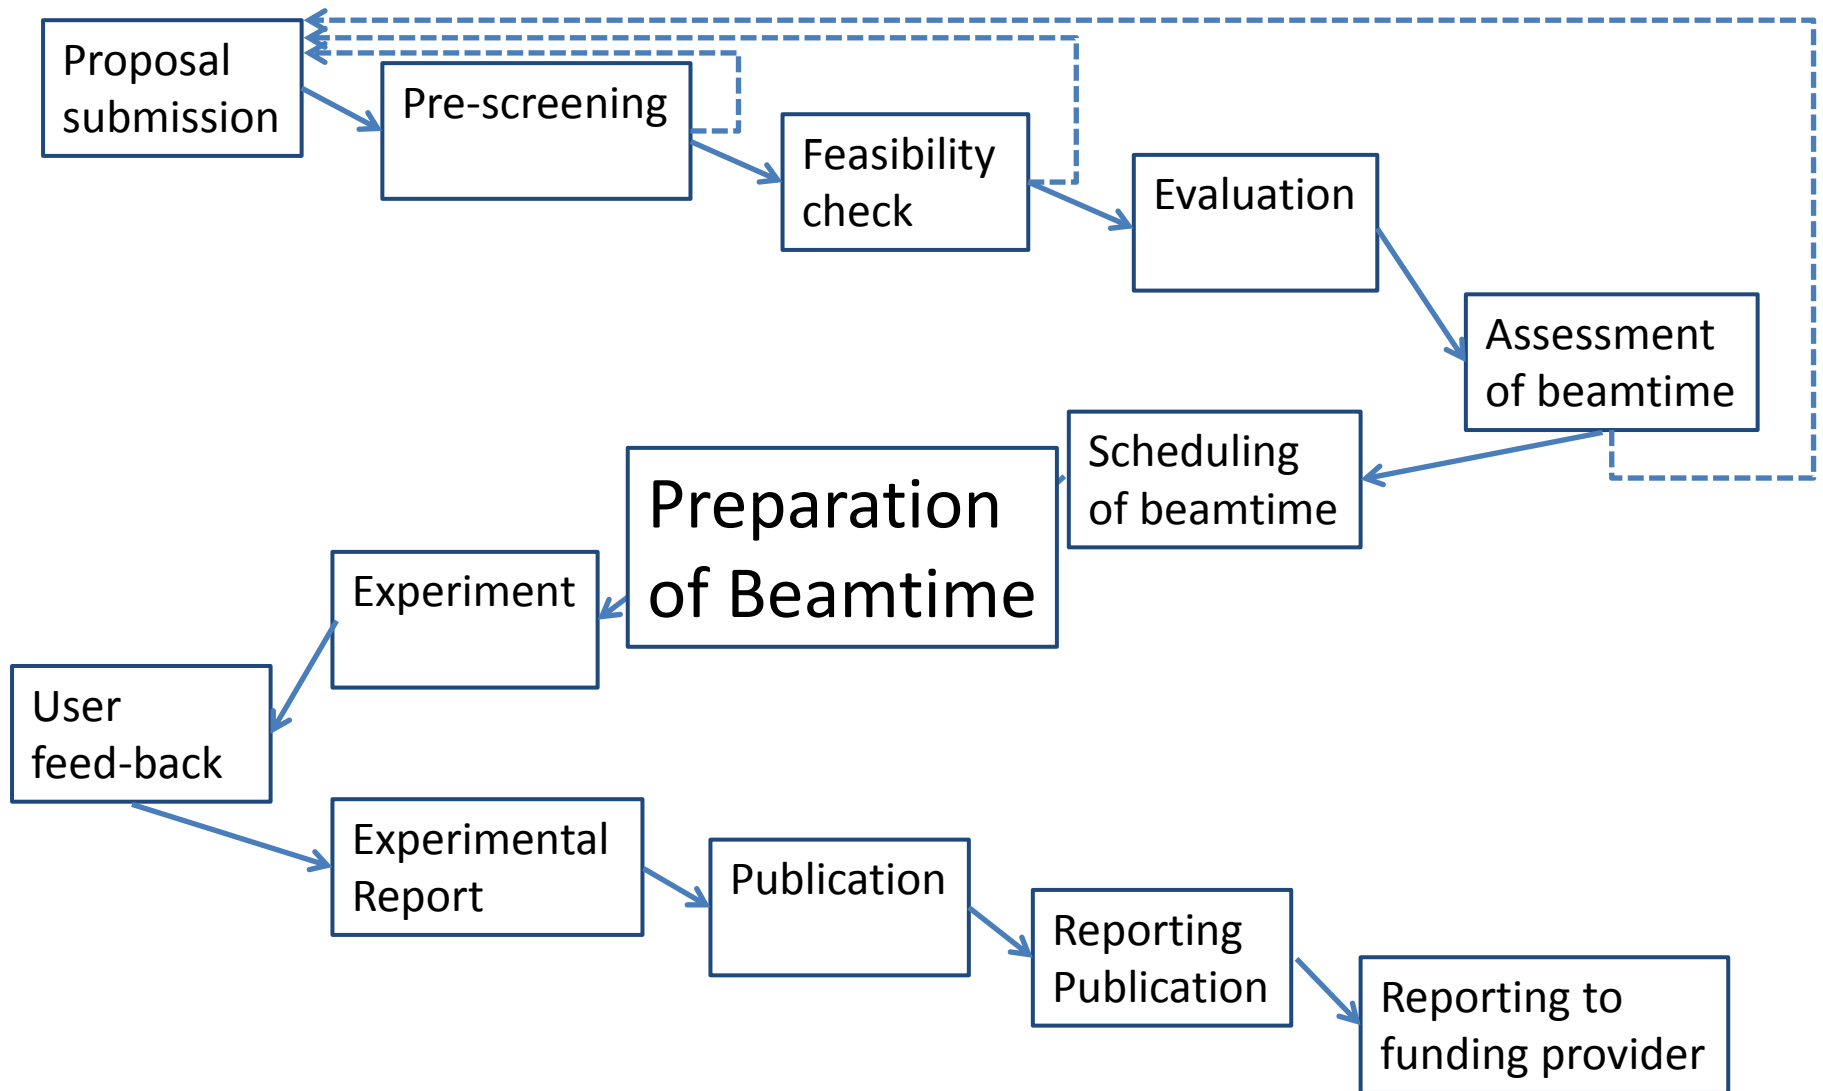 Proposal
submission
Pre-screening
Feasibility
check
Evaluation
Assessment
of beamtime
Scheduling
of beamtime
Preparation
of Beamtime
Experiment
User
feed-back
Experimental
Report
Publication
Reporting
Publication
Reporting to
funding provider